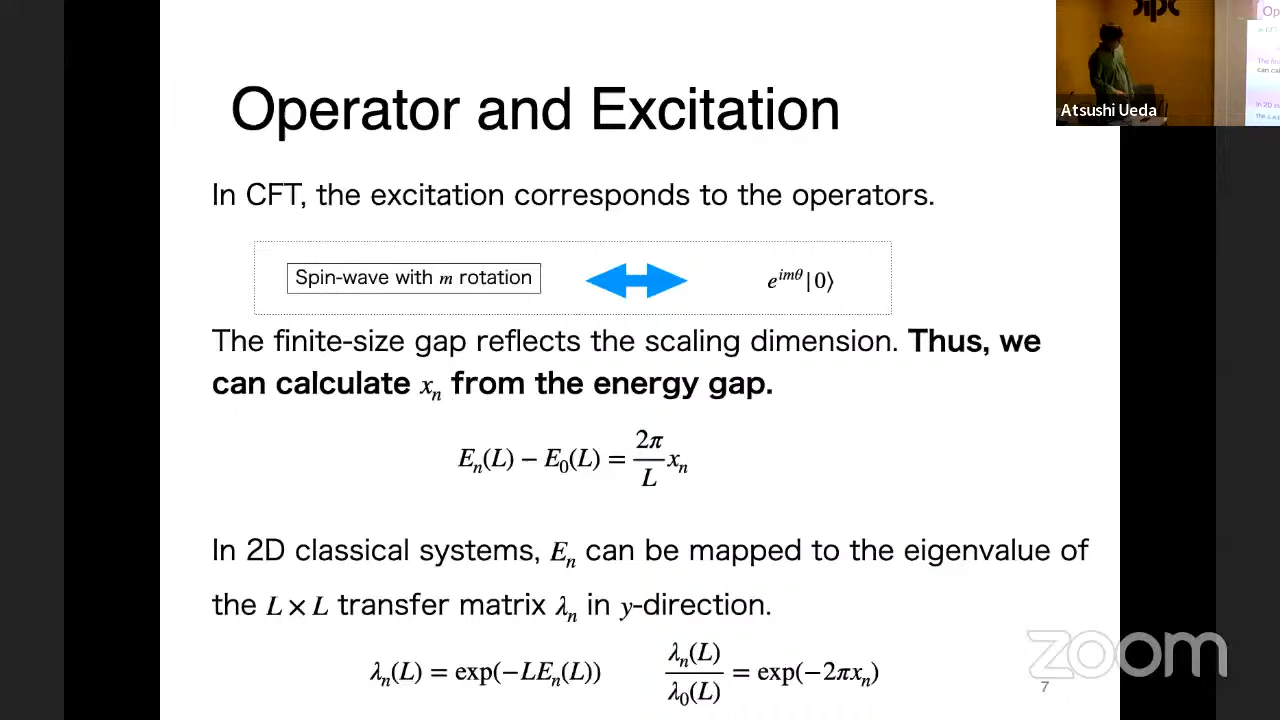 Operator and Excitation
In CFT, the excitation corresponds to the operators.
Spin-wave with m rotation
e^{imθ}|0⟩
The finite-size gap reflects the scaling dimension. Thus, we
can calculate x_n from the energy gap.
E_n(L) − E_0(L) = \frac{2π}{L} x_n
In 2D classical systems, E_n can be mapped to the eigenvalue of
the L × L transfer matrix λ_n in y-direction.
λ_n(L) = exp(−LE_n(L))
\frac{λ_n(L)}{λ_0(L)} = exp(−2πx_n)
7
zoom
Atsushi Ueda